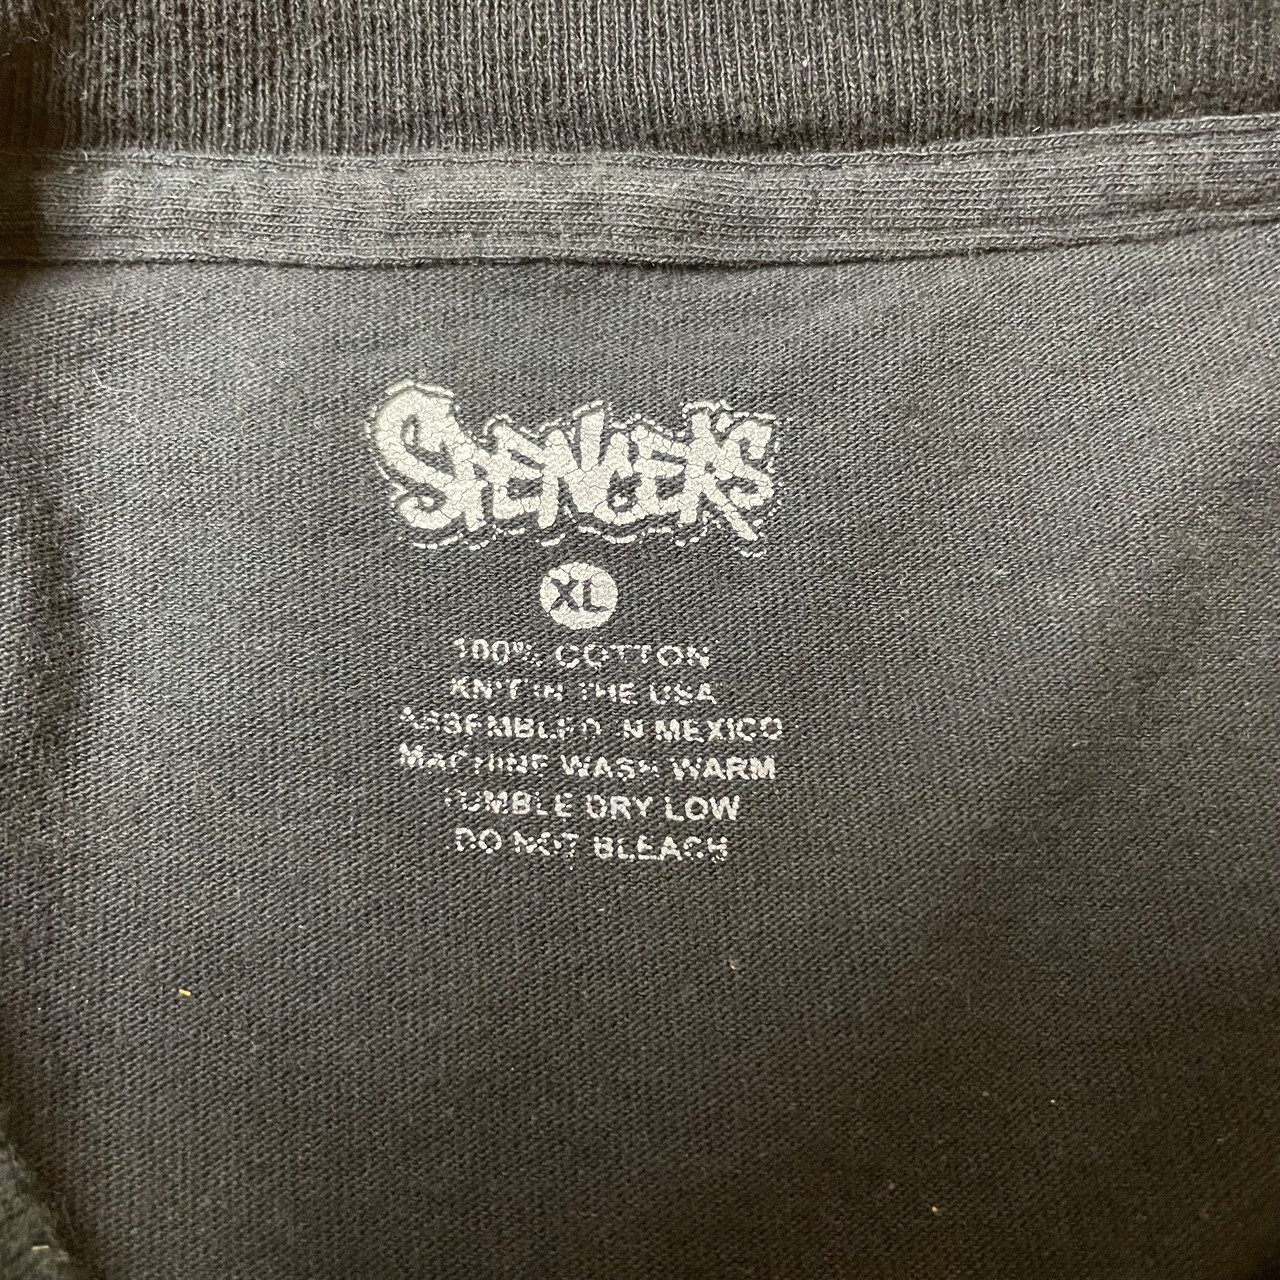 SPENCER'S
XL
100% COTTON
KNIT IN THE USA
ASSEMBLED IN MEXICO
MACHINE WASH WARM
TUMBLE DRY LOW
DO NOT BLEACH